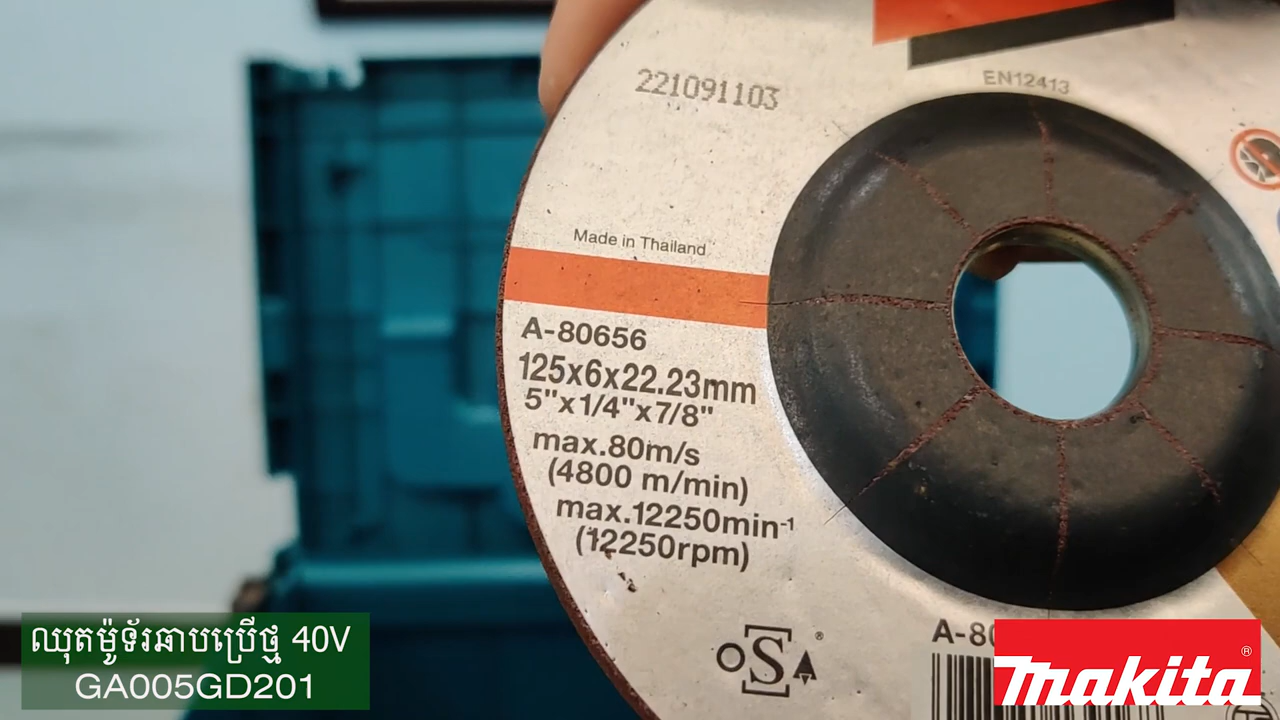 221091103
EN12413
Made in Thailand
A-80656
125x6x22.23mm
5"x1/4"x7/8"
max.80m/s
(4800 m/min)
max.12250min⁻¹
(12250rpm)
oSa®
A-80
ឈុតម៉ូទ័រឆាបប្រើថ្ម 40V
GA005GD201
makita®